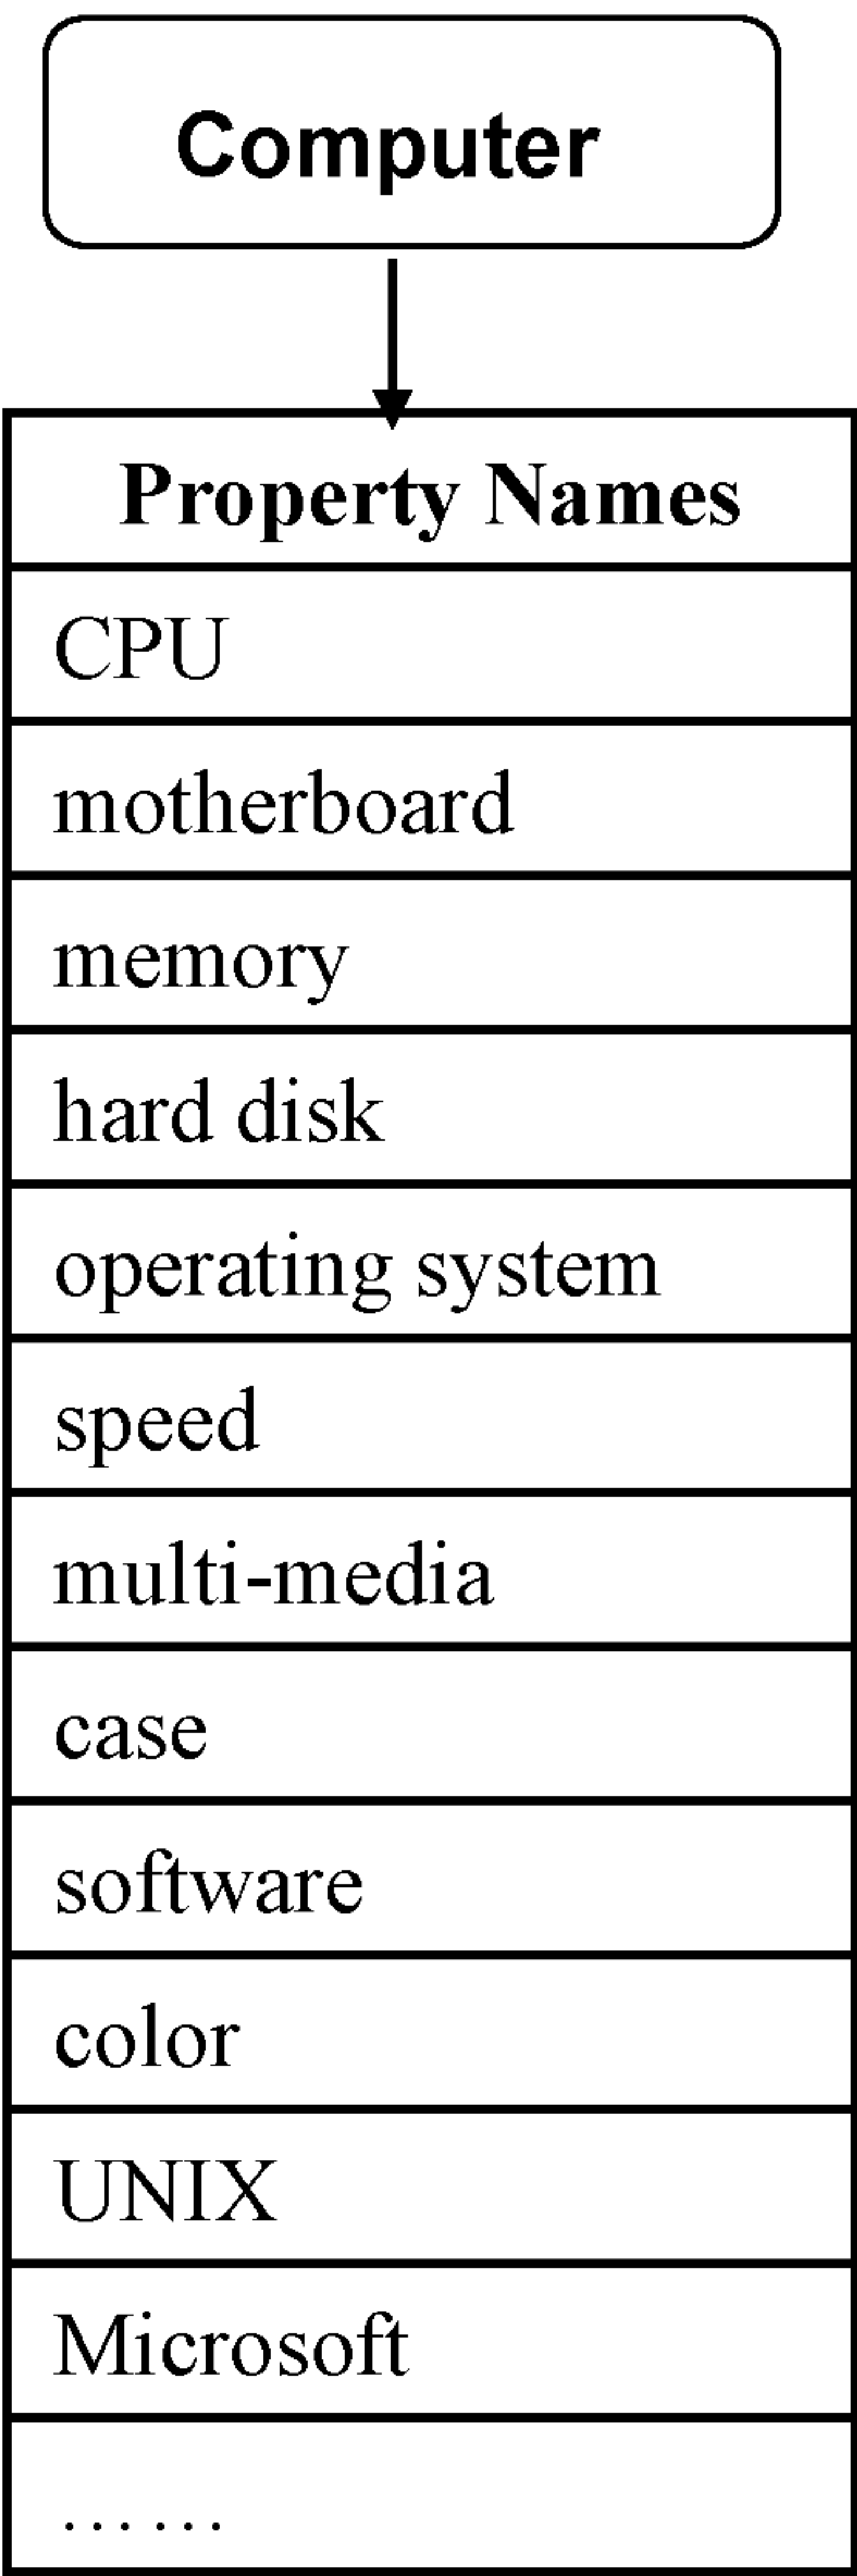 Computer
Property Names
CPU
motherboard
memory
hard disk
operating system
speed
multi-media
case
software
color
UNIX
Microsoft
……